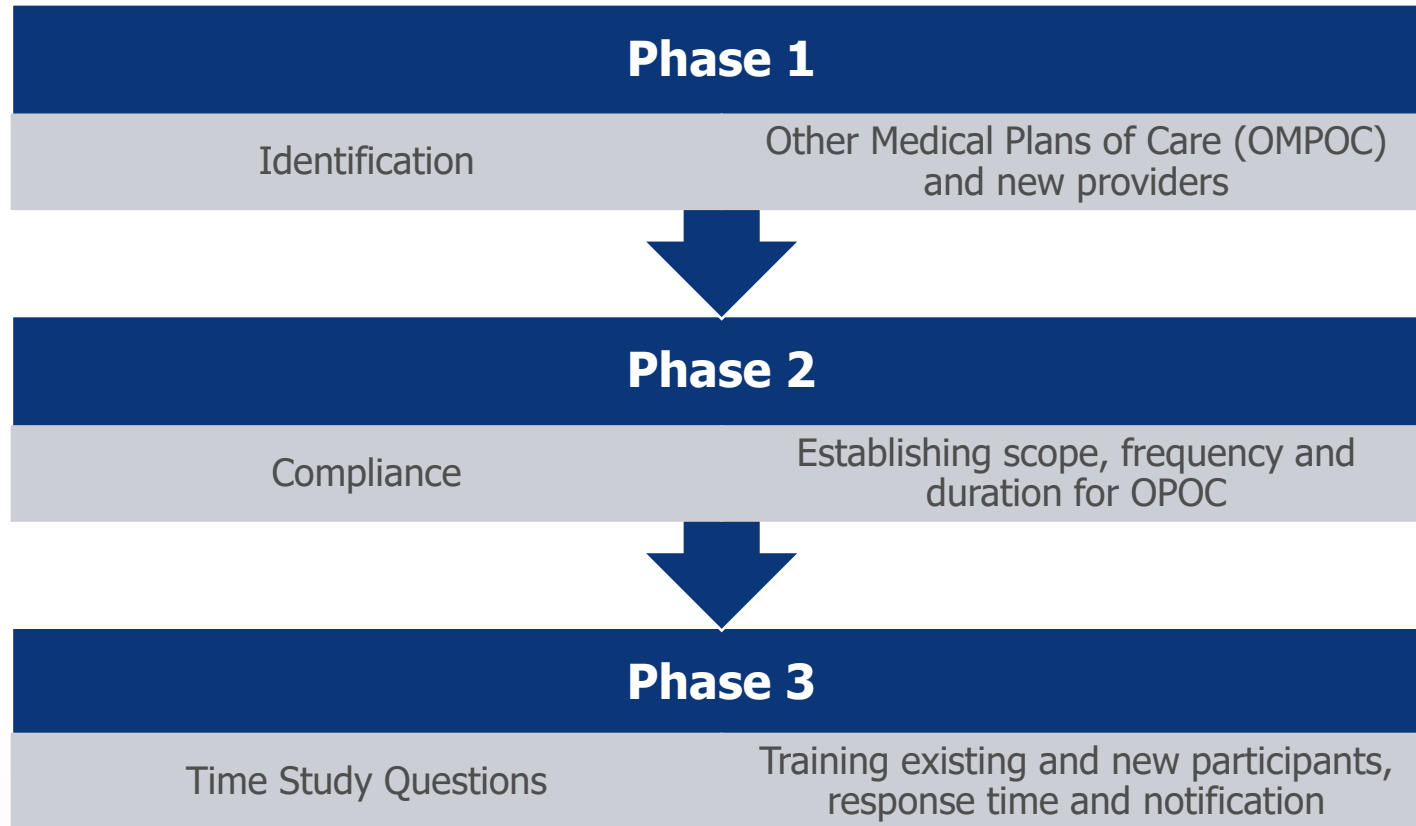 Phase 1
Identification
Other Medical Plans of Care (OMPOC)
and new providers
Phase 2
Compliance
Establishing scope, frequency and
duration for OPOC
Phase 3
Time Study Questions
Training existing and new participants,
response time and notification